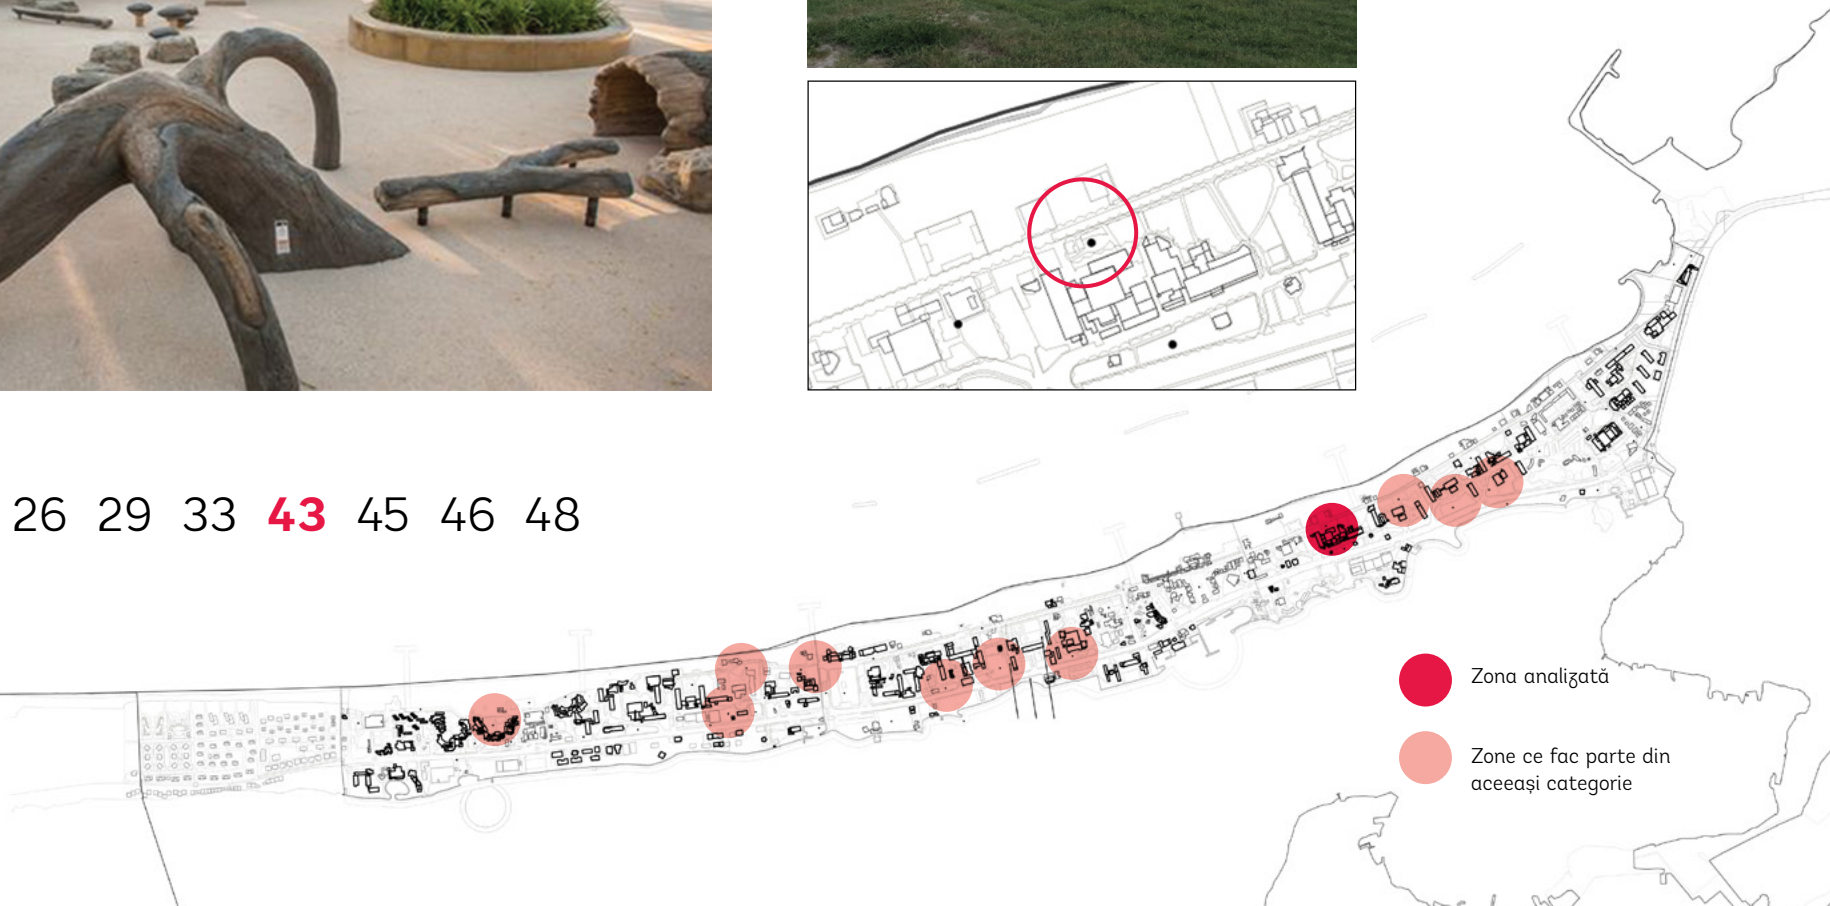 26 29 33 43 45 46 48
Zona analizată
Zone ce fac parte din
aceeași categorie